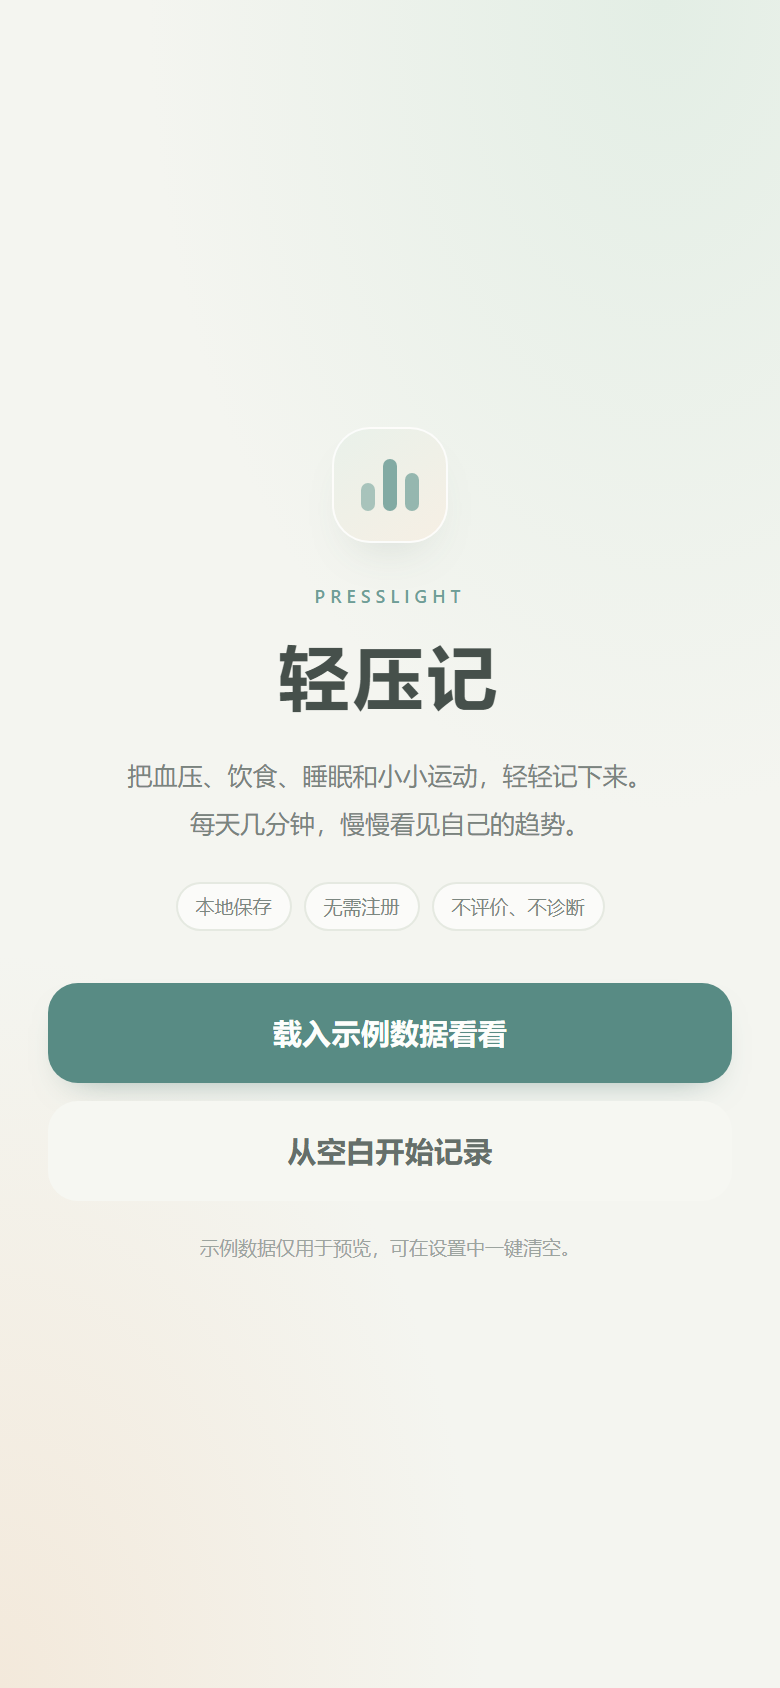 PRESSLIGHT
轻压记
把血压、饮食、睡眠和小小运动，轻轻记下来。
每天几分钟，慢慢看见自己的趋势。
本地保存 无需注册 不评价、不诊断
载入示例数据看看
从空白开始记录
示例数据仅用于预览，可在设置中一键清空。